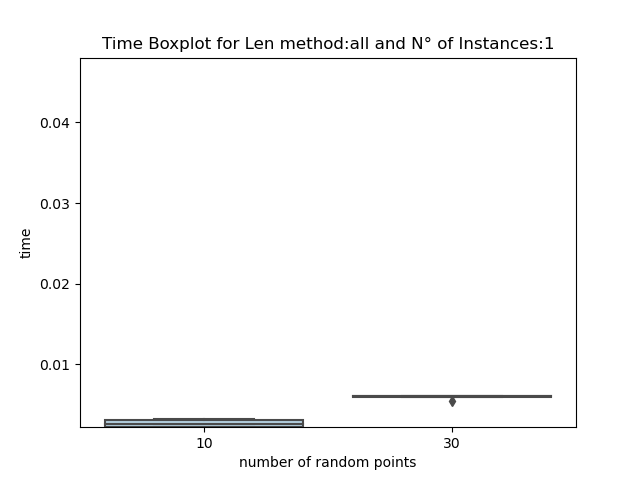 Time Boxplot for Len method:all and N° of Instances:1
0.04
0.03
0.02
0.01
time
10
30
number of random points